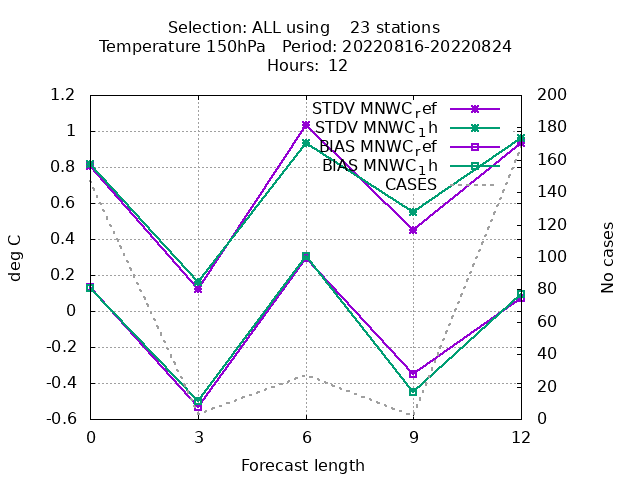 Selection: ALL using 23 stations
Temperature 150hPa Period: 20220816-20220824
Hours: 12
1.2
1
0.8
0.6
0.4
0.2
0
-0.2
-0.4
-0.6
deg C
200
180
160
140
120
100
80
60
40
20
0
No cases
STDV MNWC_ref
STDV MNWC_1h
BIAS MNWC_ref
BIAS MNWC_1h
CASES
0 3 6 9 12
Forecast length